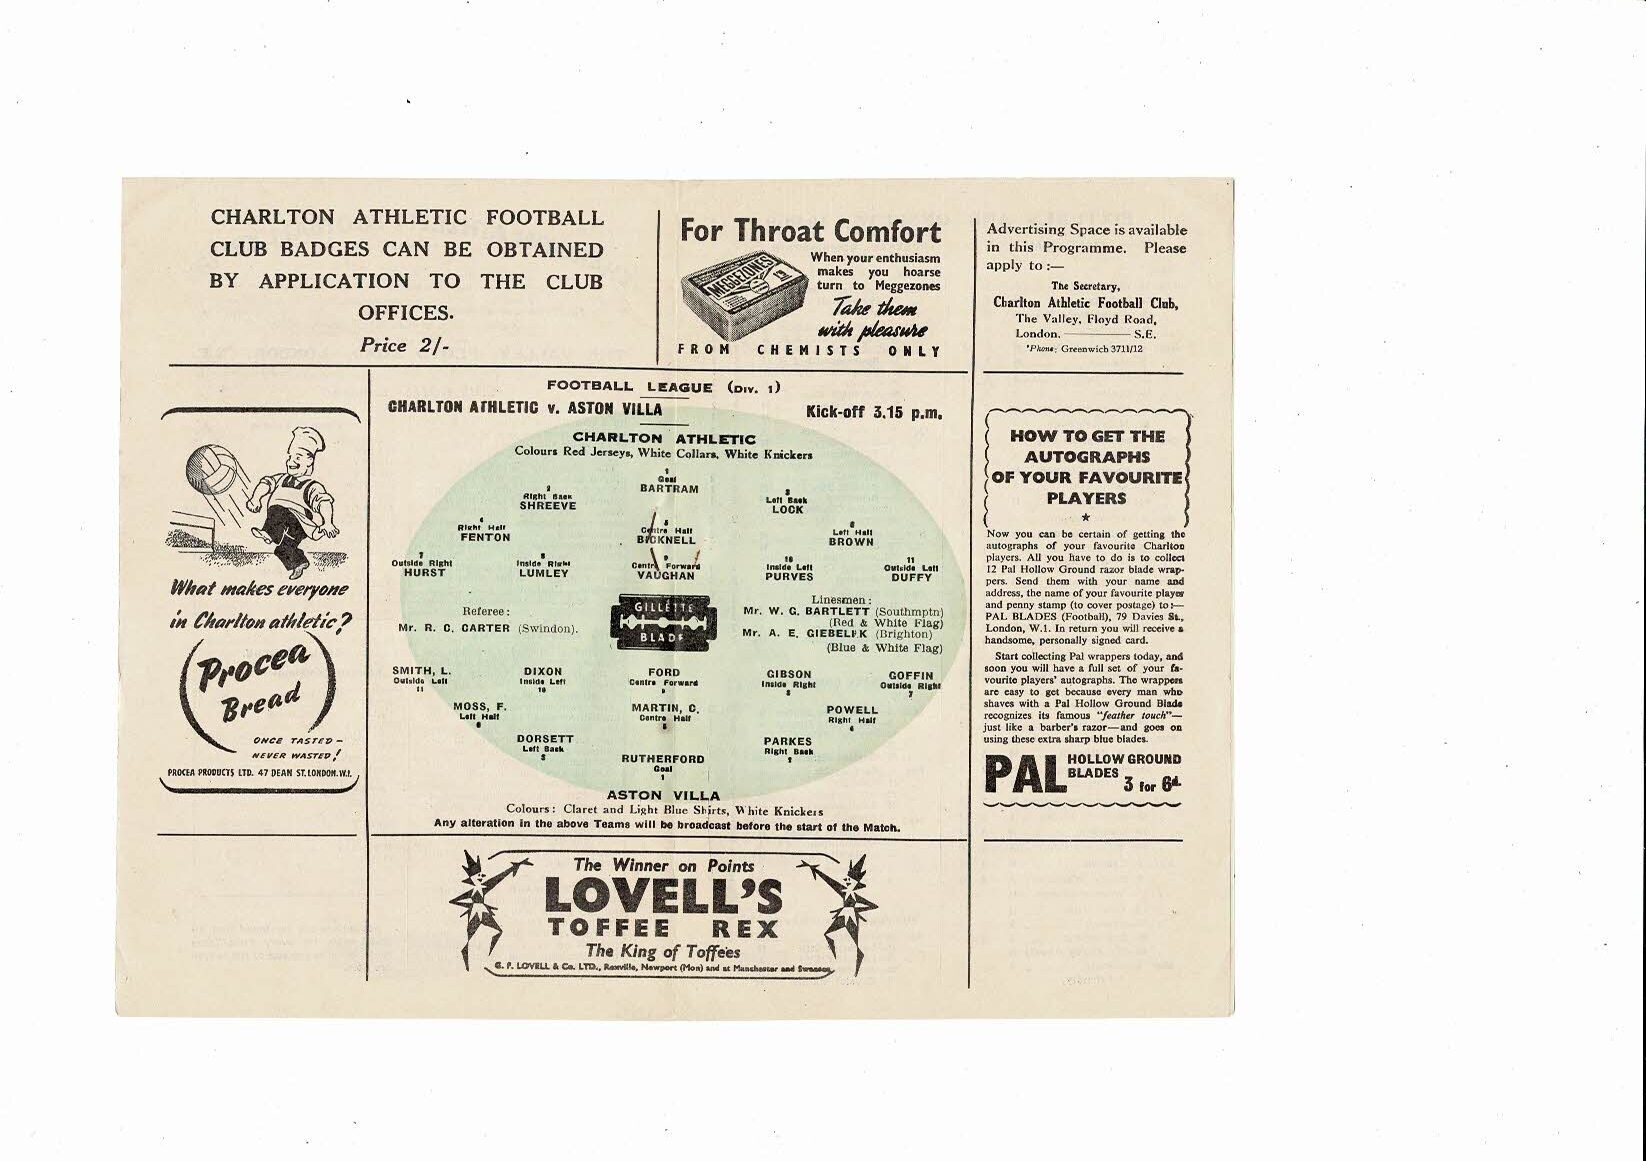 CHARLTON ATHLETIC FOOTBALL
CLUB BADGES CAN BE OBTAINED
BY APPLICATION TO THE CLUB
OFFICES.
Price 2/-
For Throat Comfort
MEGGEZONES
When your enthusiasm
makes you hoarse
turn to Meggezones
Take them
with pleasure
FROM CHEMISTS ONLY
Advertising Space is available
in this Programme. Please
apply to :—
The Secretary,
Charlton Athletic Football Club,
The Valley, Floyd Road,
London. ——— S.E.
'Phone: Greenwich 3711/12
What makes everyone
in Charlton athletic?
Procea
Bread
ONCE TASTED –
NEVER WASTED!
PROCEA PRODUCTS LTD. 47 DEAN ST. LONDON. W.1.
FOOTBALL LEAGUE (DIV. 1)
CHARLTON ATHLETIC v. ASTON VILLA Kick-off 3.15 p.m.
CHARLTON ATHLETIC
Colours Red Jerseys, White Collars, White Knickers
1
Goal
BARTRAM
2
Right Back
SHREEVE
3
Left Back
LOCK
4
Right Half
FENTON
5
Centre Half
BICKNELL
6
Left Half
BROWN
7
Outside Right
HURST
8
Inside Right
LUMLEY
9
Centre Forward
VAUGHAN
10
Inside Left
PURVES
11
Outside Left
DUFFY
Referee:
Mr. R. C. CARTER (Swindon).
GILLETTE
BLADE
Linesmen:
Mr. W. G. BARTLETT (Southmptn)
(Red & White Flag)
Mr. A. E. GIEBELEK (Brighton)
(Blue & White Flag)
SMITH, L.
Outside Left
11
DIXON
Inside Left
10
FORD
Centre Forward
9
GIBSON
Inside Right
8
GOFFIN
Outside Right
7
MOSS, F.
Left Half
6
MARTIN, C.
Centre Half
5
POWELL
Right Half
4
DORSETT
Left Back
3
PARKES
Right Back
2
RUTHERFORD
Goal
1
ASTON VILLA
Colours: Claret and Light Blue Shirts, White Knickers
Any alteration in the above Teams will be broadcast before the start of the Match.
HOW TO GET THE
AUTOGRAPHS
OF YOUR FAVOURITE
PLAYERS
★
Now you can be certain of getting the
autographs of your favourite Charlton
players. All you have to do is to collect
12 Pal Hollow Ground razor blade wrap-
pers. Send them with your name and
address, the name of your favourite player
and penny stamp (to cover postage) to :—
PAL BLADES (Football), 79 Davies St.,
London, W.1. In return you will receive a
handsome, personally signed card.
Start collecting Pal wrappers today, and
soon you will have a full set of your fa-
vourite players' autographs. The wrappers
are easy to get because every man who
shaves with a Pal Hollow Ground Blade
recognizes its famous "feather touch"—
just like a barber's razor—and goes on
using these extra sharp blue blades.
PAL HOLLOW GROUND
BLADES 3 for 6d.
The Winner on Points
LOVELL'S
TOFFEE REX
The King of Toffees
G. F. LOVELL & Co. LTD., Rexville, Newport (Mon) and at Manchester and Swansea